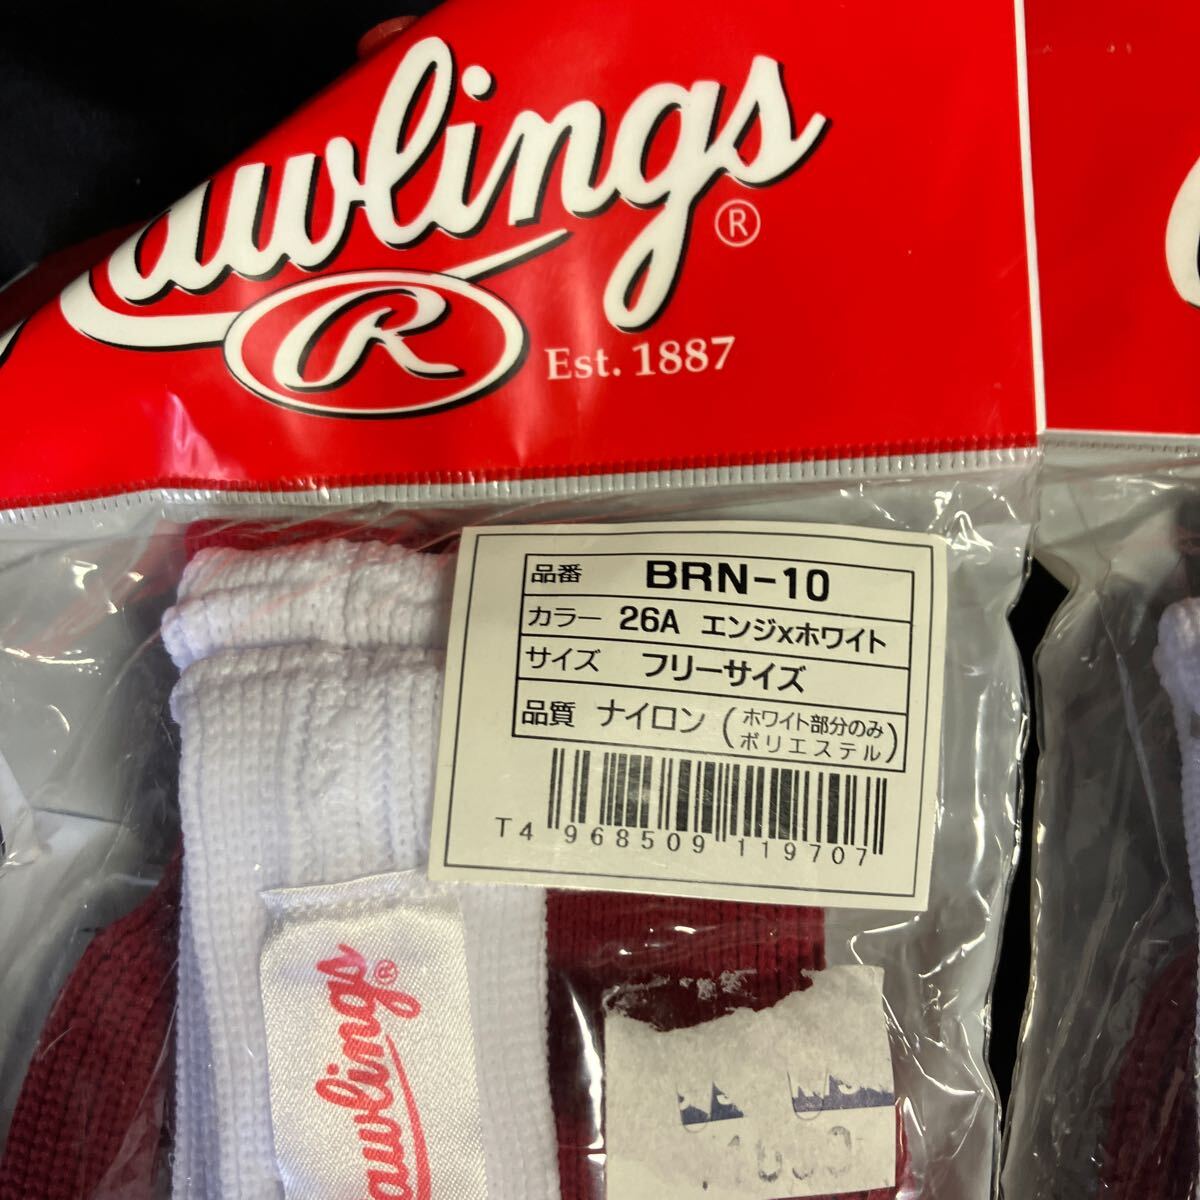 Rawlings®
R
Est. 1887
品番 BRN-10
カラー 26A エンジxホワイト
サイズ フリーサイズ
品質 ナイロン (ホワイト部分のみ
ポリエステル)
T4 968509 119707
Rawlings®